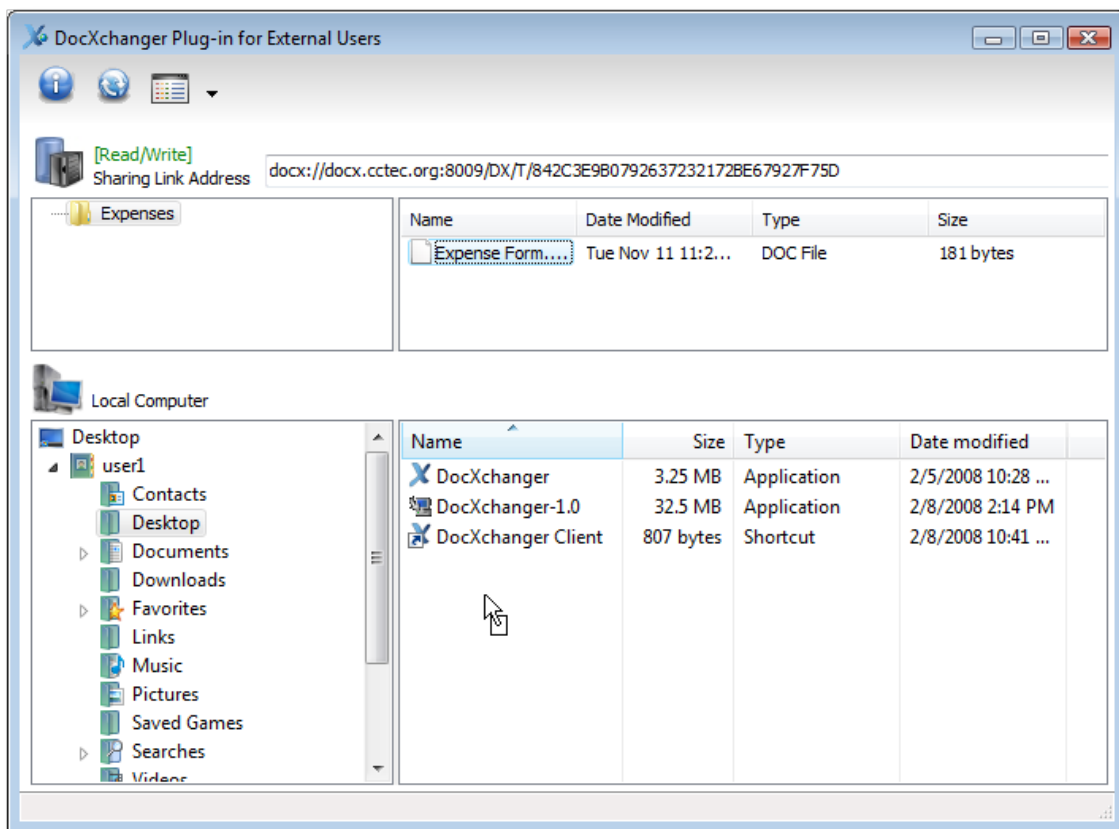 DocXchanger Plug-in for External Users
[Read/Write]
Sharing Link Address docx://docx.cctec.org:8009/DX/T/842C3E9B0792637232172BE67927F75D
Expenses
Name Date Modified Type Size
Expense Form.... Tue Nov 11 11:2... DOC File 181 bytes
Local Computer
Desktop
user1
Contacts
Desktop
Documents
Downloads
Favorites
Links
Music
Pictures
Saved Games
Searches
Videos
Name Size Type Date modified
DocXchanger 3.25 MB Application 2/5/2008 10:28 ...
DocXchanger-1.0 32.5 MB Application 2/8/2008 2:14 PM
DocXchanger Client 807 bytes Shortcut 2/8/2008 10:41 ...